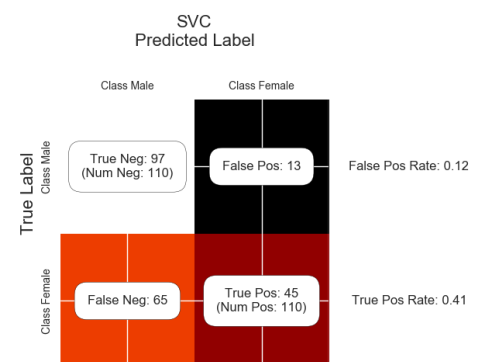 SVC
Predicted Label
Class Male
Class Female
True Label
Class Male
True Neg: 97
(Num Neg: 110)
False Pos: 13
False Pos Rate: 0.12
Class Female
False Neg: 65
True Pos: 45
(Num Pos: 110)
True Pos Rate: 0.41